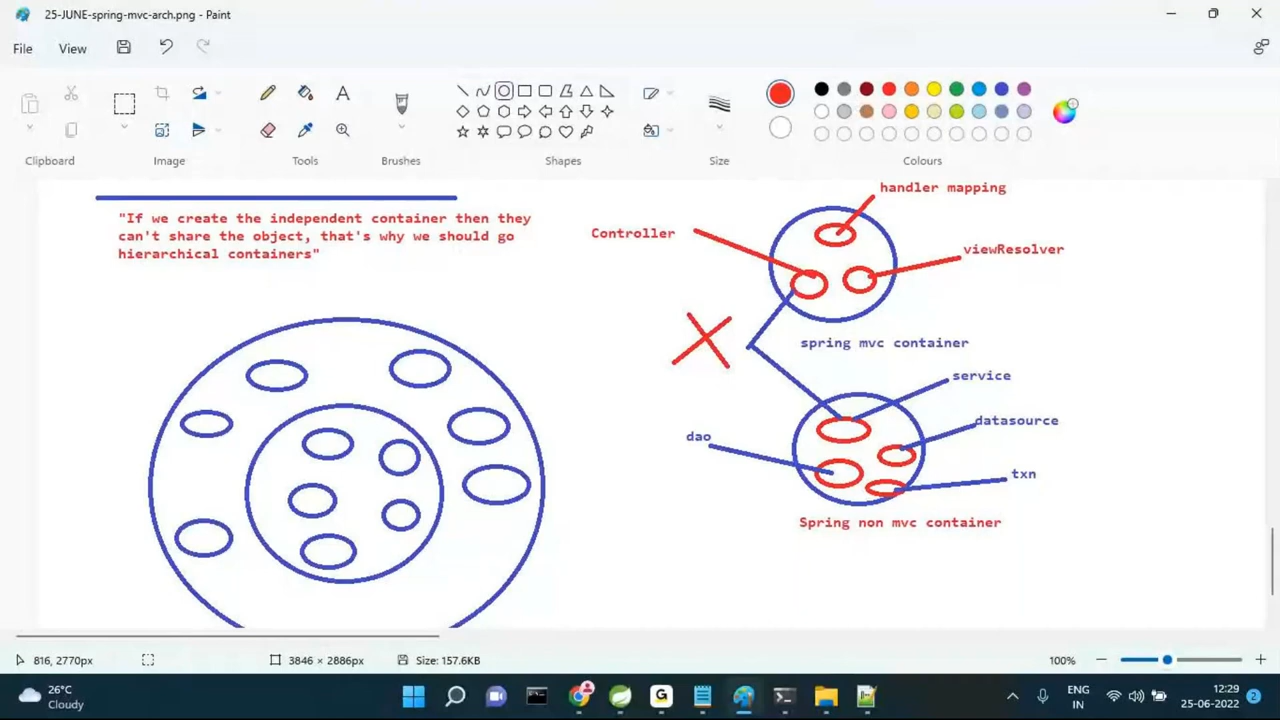 25-JUNE-spring-mvc-arch.png - Paint
File
View
Clipboard
Image
Tools
Brushes
Shapes
Size
Colours
"If we create the independent container then they
can't share the object, that's why we should go
hierarchical containers"
handler mapping
Controller
viewResolver
spring mvc container
service
datasource
dao
txn
Spring non mvc container
816, 2770px
3846 × 2886px
Size: 157.6KB
100%
26°C
Cloudy
ENG
IN
12:29
25-06-2022
2